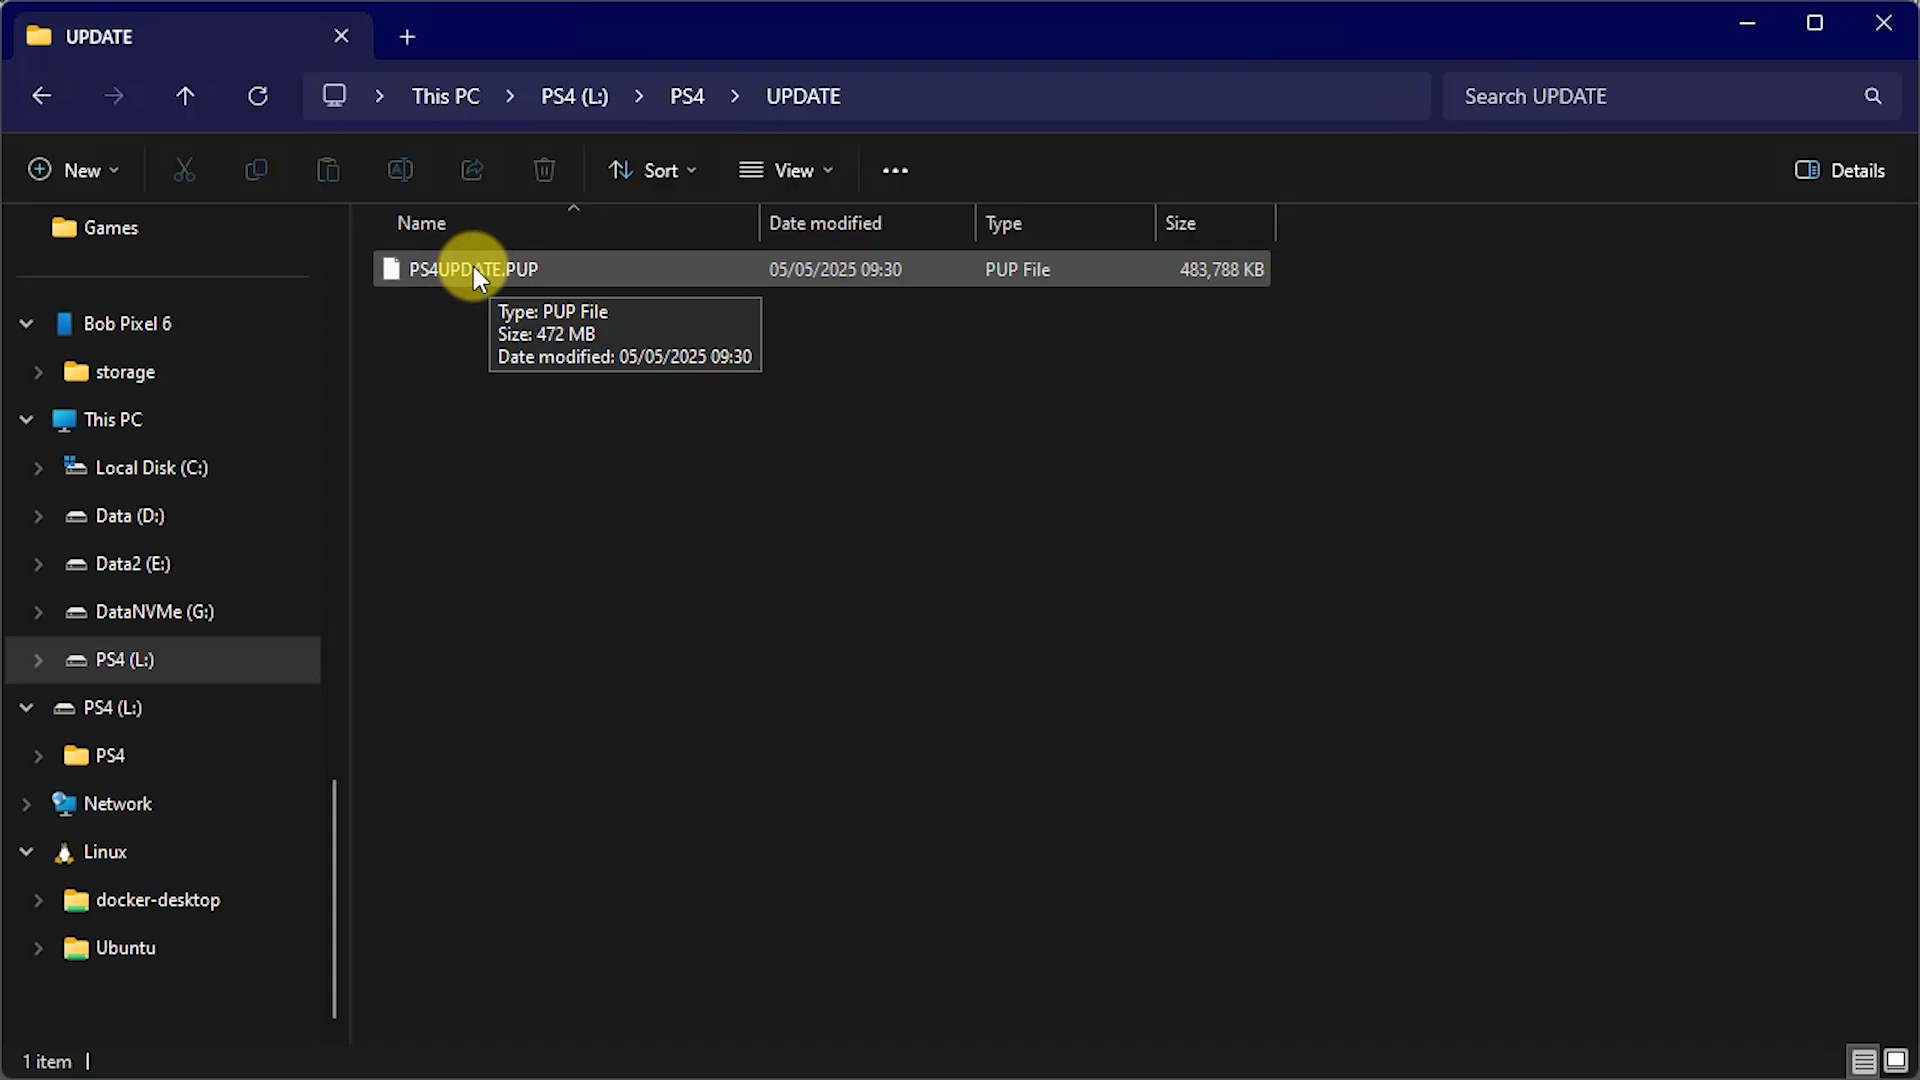 UPDATE
This PC > PS4 (L:) > PS4 > UPDATE
Search UPDATE
New
Sort
View
Details
Name
Date modified
Type
Size
PS4UPDATE.PUP
05/05/2025 09:30
PUP File
483,788 KB
Type: PUP File
Size: 472 MB
Date modified: 05/05/2025 09:30
Games
Bob Pixel 6
storage
This PC
Local Disk (C:)
Data (D:)
Data2 (E:)
DataNVMe (G:)
PS4 (L:)
PS4 (L:)
PS4
Network
Linux
docker-desktop
Ubuntu
1 item